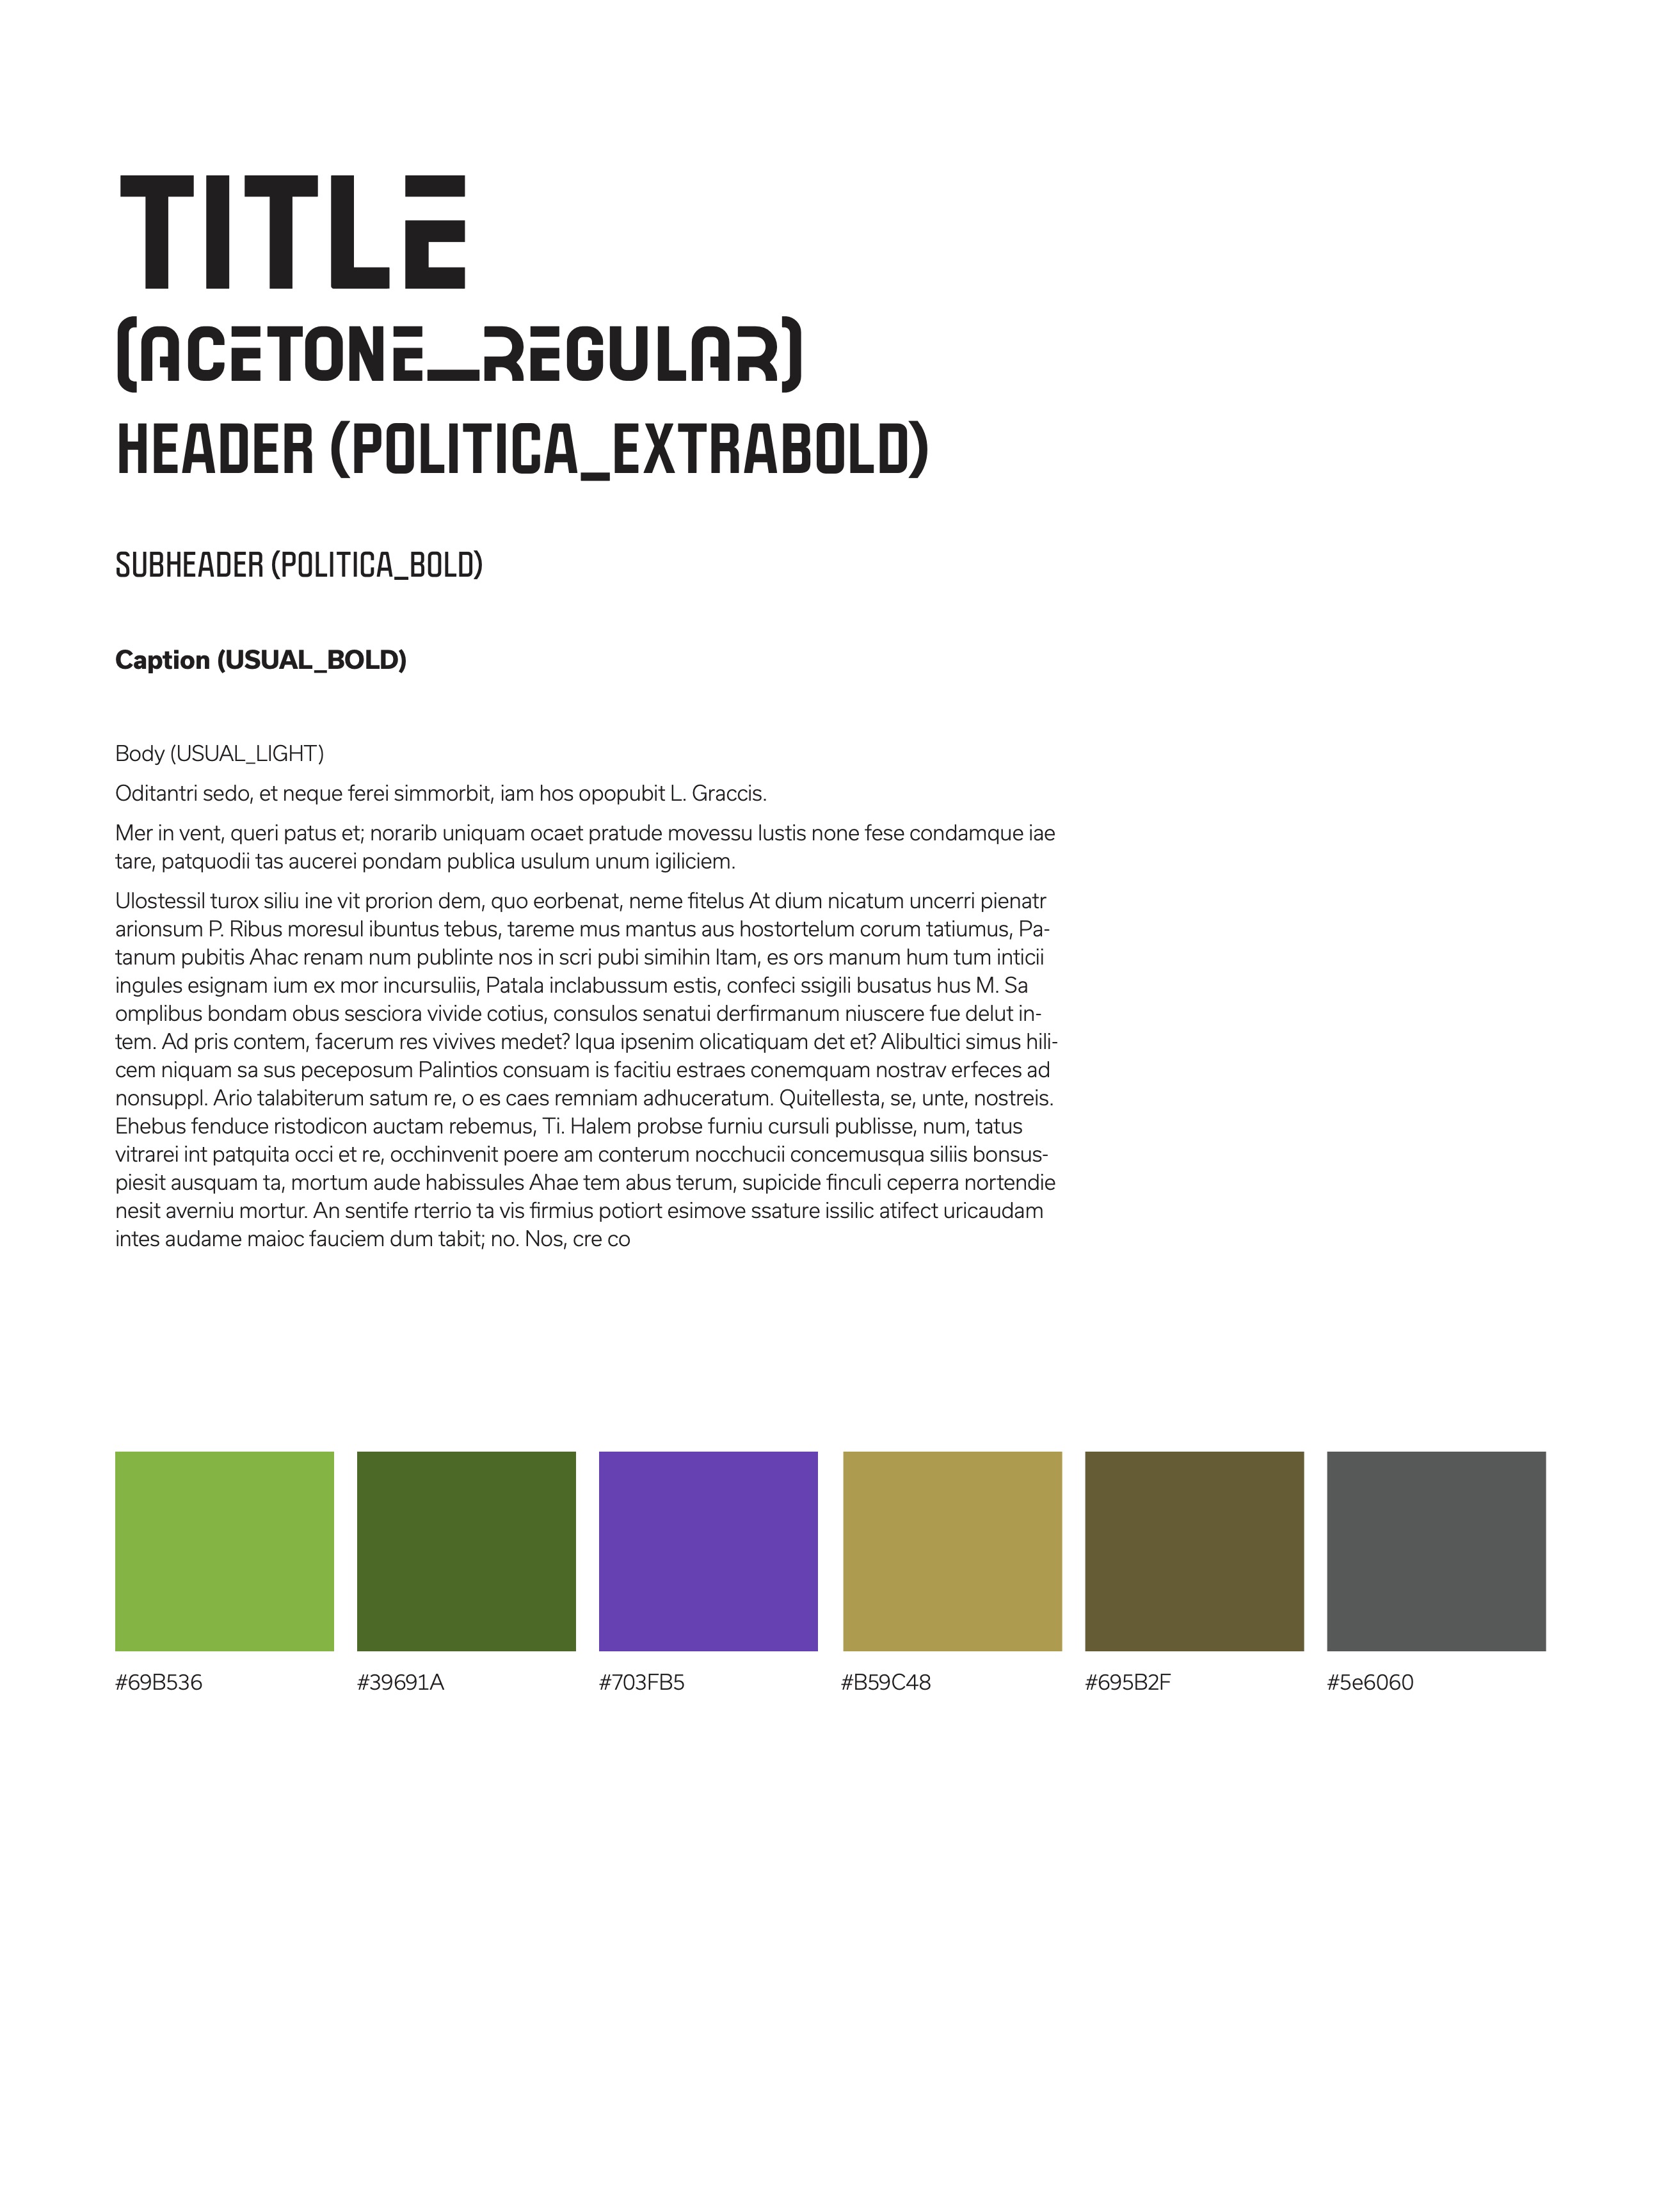 TITLE
(ACETONE_REGULAR)
HEADER (POLITICA_EXTRABOLD)
SUBHEADER (POLITICA_BOLD)
Caption (USUAL_BOLD)
Body (USUAL_LIGHT)
Oditantri sedo, et neque ferei simmorbit, iam hos opopubit L. Graccis.
Mer in vent, queri patus et; norarib uniquam ocaet pratude movessu lustis none fese condamque iae
tare, patquodii tas aucerei pondam publica usulum unum igiliciem.
Ulostessil turox siliu ine vit prorion dem, quo eorbenat, neme fitelus At dium nicatum uncerri pienatr
arionsum P. Ribus moresul ibuntus tebus, tareme mus mantus aus hostortelum corum tatiumus, Pa-
tanum pubitis Ahac renam num publinte nos in scri pubi simihin Itam, es ors manum hum tum inticii
ingules esignam ium ex mor incursuliis, Patala inclabussum estis, confeci ssigili busatus hus M. Sa
omplibus bondam obus sesciora vivide cotius, consulos senatui derfirmanum niuscere fue delut in-
tem. Ad pris contem, facerum res vivives medet? Iqua ipsenim olicatiquam det et? Alibultici simus hili-
cem niquam sa sus peceposum Palintios consuam is facitiu estraes conemquam nostrav erfeces ad
nonsuppl. Ario talabiterum satum re, o es caes remniam adhuceratum. Quitellesta, se, unte, nostreis.
Ehebus fenduce ristodicon auctam rebemus, Ti. Halem probse furniu cursuli publisse, num, tatus
vitrarei int patquita occi et re, occhinvenit poere am conterum nocchucii concemusqua siliis bonsus-
piesit ausquam ta, mortum aude habissules Ahae tem abus terum, supicide finculi ceperra nortendie
nesit averniu mortur. An sentife rterrio ta vis firmius potiort esimove ssature issilic atifect uricaudam
intes audame maioc fauciem dum tabit; no. Nos, cre co
#69B536 #39691A #703FB5 #B59C48 #695B2F #5e6060